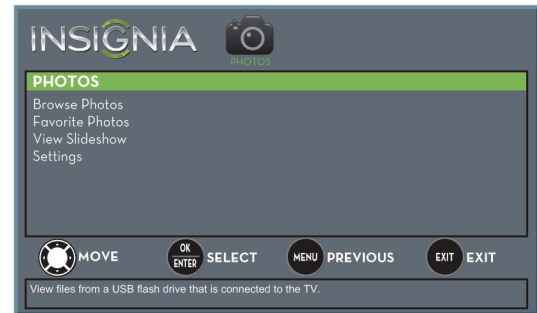 INSIGNIA
PHOTOS
PHOTOS
Browse Photos
Favorite Photos
View Slideshow
Settings
MOVE
OK
ENTER
SELECT
MENU
PREVIOUS
EXIT
EXIT
View files from a USB flash drive that is connected to the TV.